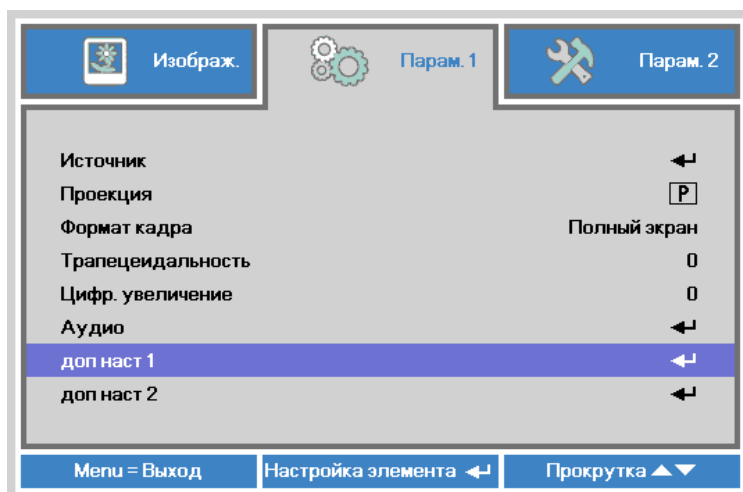 Изображ. Парам. 1 Парам. 2
Источник
Проекция P
Формат кадра Полный экран
Трапецеидальность 0
Цифр. увеличение 0
Аудио
доп наст 1
доп наст 2
Menu = Выход Настройка элемента Прокрутка